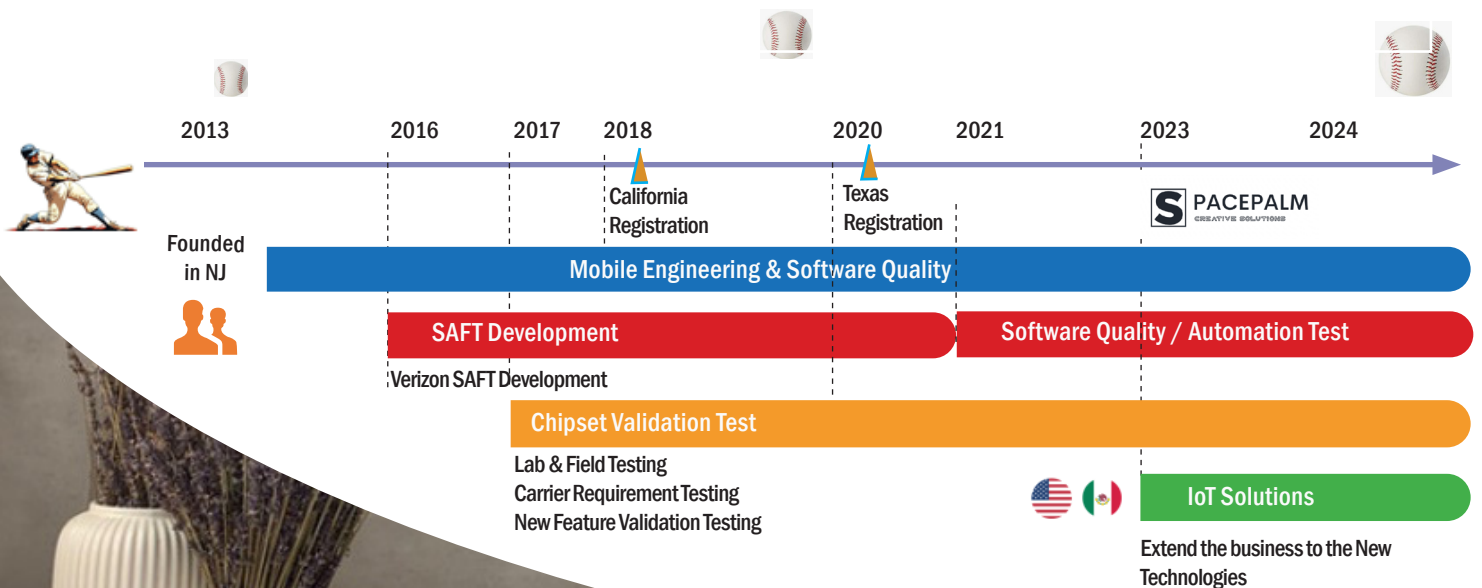 2013 2016 2017 2018 2020 2021 2023 2024
California
Registration
Texas
Registration
S PACEPALM
CREATIVE SOLUTIONS
Founded
in NJ
Mobile Engineering & Software Quality
SAFT Development
Software Quality / Automation Test
Verizon SAFT Development
Chipset Validation Test
Lab & Field Testing
Carrier Requirement Testing
New Feature Validation Testing
IoT Solutions
Extend the business to the New
Technologies